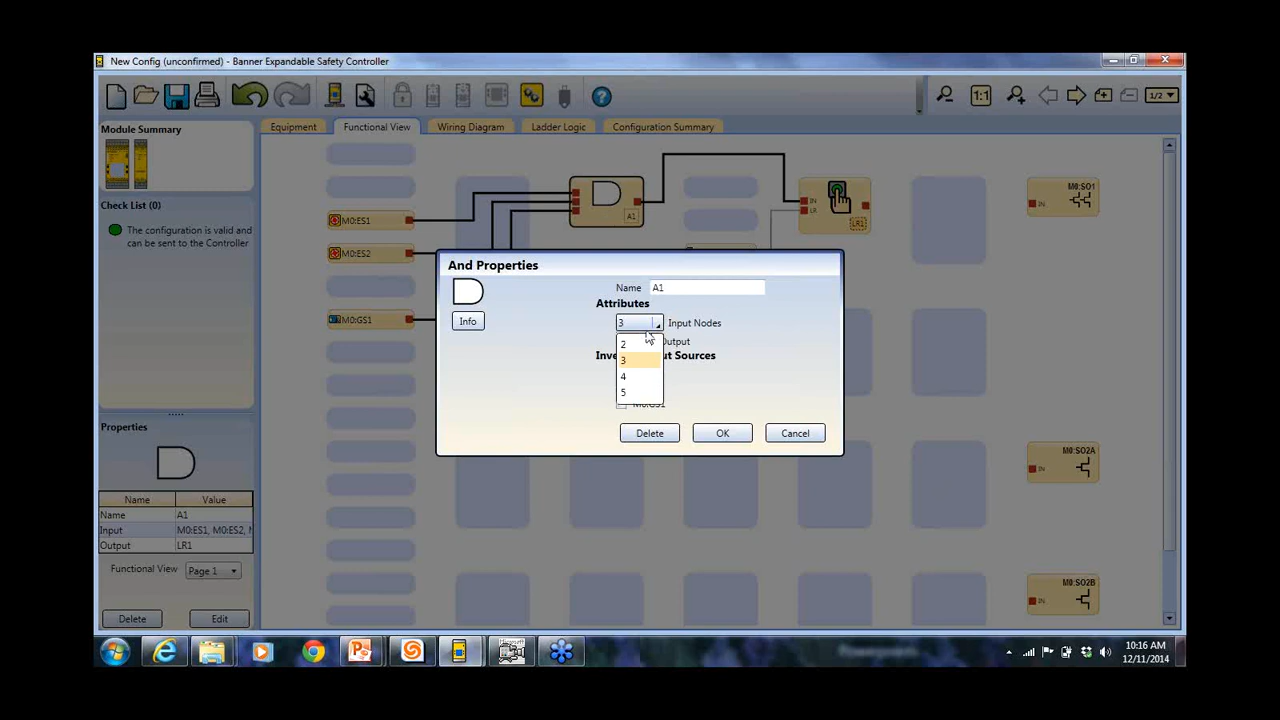 New Config (unconfirmed) - Banner Expandable Safety Controller
1:1
1/2
Module Summary
Equipment
Functional View
Wiring Diagram
Ladder Logic
Configuration Summary
Check List (0)
The configuration is valid and
can be sent to the Controller
M0:ES1
M0:ES2
M0:GS1
A1
IN
LR
LR1
M0:SO1
IN
M0:SO2A
IN
M0:SO2B
IN
And Properties
Name A1
Attributes
Info
3 Input Nodes
2
3
4
5
Delete
OK
Cancel
Properties
Name Value
Name A1
Input M0:ES1, M0:ES2,
Output LR1
Functional View Page 1
Delete
Edit
10:16 AM
12/11/2014